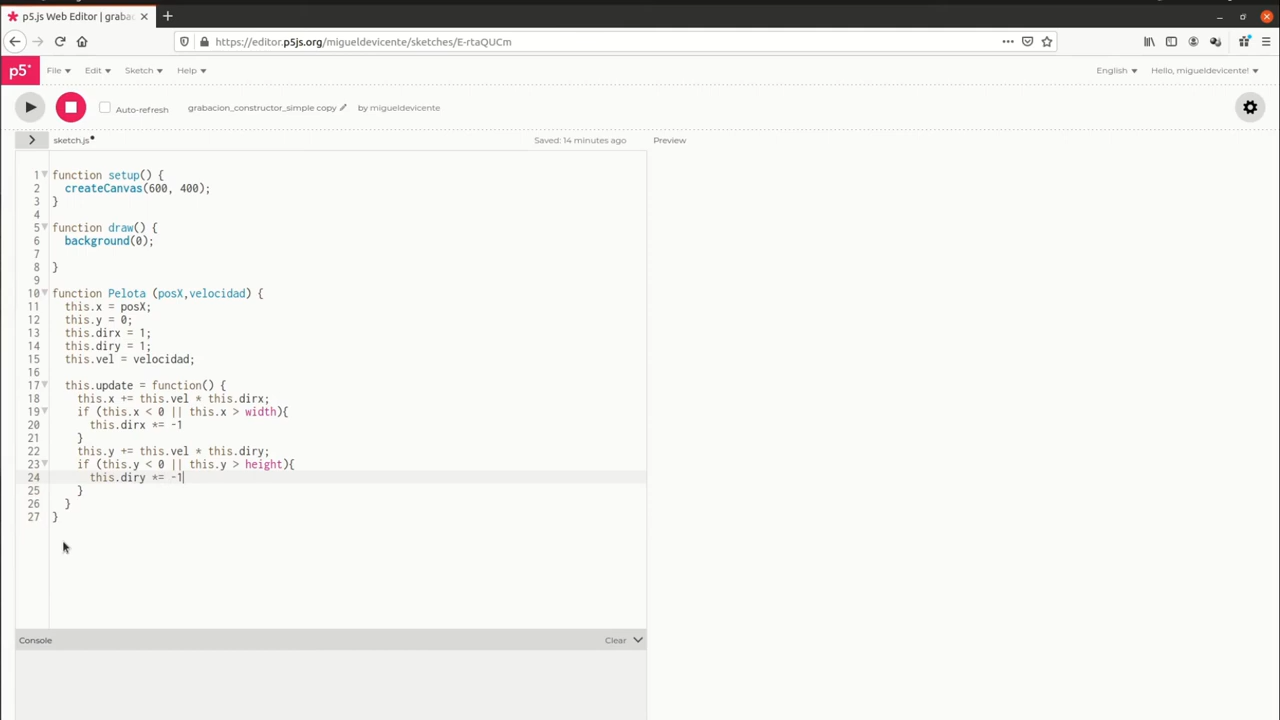 p5.js Web Editor | graba
https://editor.p5js.org/migueldevicente/sketches/E-rtaQUCm
p5* File Edit Sketch Help English Hello, migueldevicente!
Auto-refresh grabacion_constructor_simple copy by migueldevicente
sketch.js Saved: 14 minutes ago Preview
1 function setup() {
2 createCanvas(600, 400);
3 }
4
5 function draw() {
6 background(0);
7
8 }
9
10 function Pelota (posX,velocidad) {
11 this.x = posX;
12 this.y = 0;
13 this.dirx = 1;
14 this.diry = 1;
15 this.vel = velocidad;
16
17 this.update = function() {
18 this.x += this.vel * this.dirx;
19 if (this.x < 0 || this.x > width){
20 this.dirx *= -1
21 }
22 this.y += this.vel * this.diry;
23 if (this.y < 0 || this.y > height){
24 this.diry *= -1
25 }
26 }
27 }
Console Clear